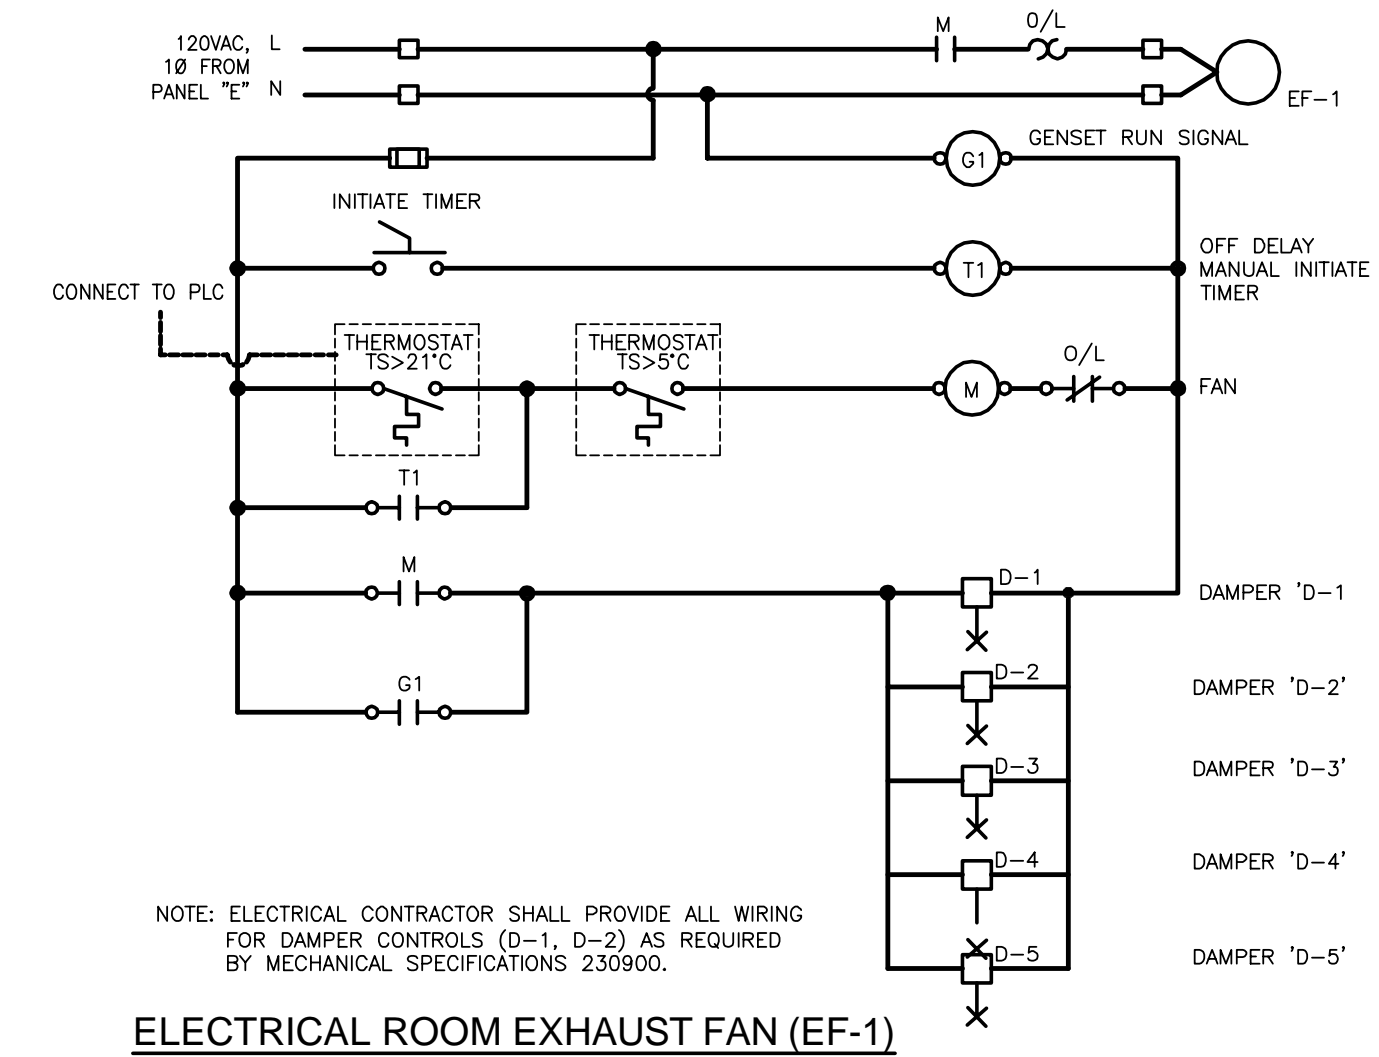 M
O/L
120VAC, L
1Ø FROM
PANEL "E" N
EF-1
GENSET RUN SIGNAL
G1
INITIATE TIMER
T1
OFF DELAY
MANUAL INITIATE
TIMER
CONNECT TO PLC
THERMOSTAT
TS>21°C
THERMOSTAT
TS>5°C
O/L
M
FAN
T1
M
D-1
DAMPER 'D-1
G1
D-2
DAMPER 'D-2'
D-3
DAMPER 'D-3'
D-4
DAMPER 'D-4'
D-5
DAMPER 'D-5'
NOTE: ELECTRICAL CONTRACTOR SHALL PROVIDE ALL WIRING
FOR DAMPER CONTROLS (D-1, D-2) AS REQUIRED
BY MECHANICAL SPECIFICATIONS 230900.
ELECTRICAL ROOM EXHAUST FAN (EF-1)